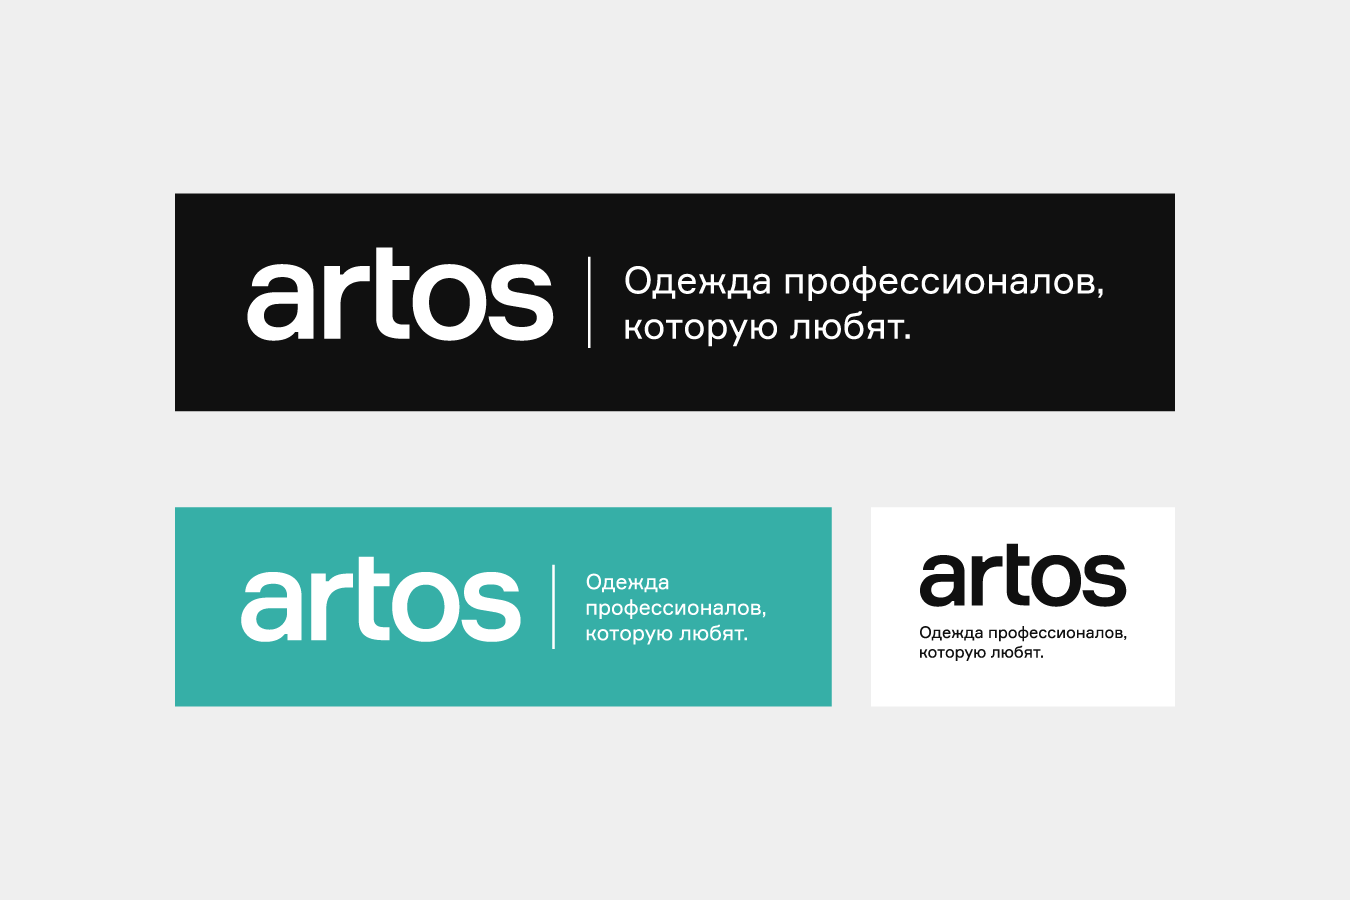 artos
Одежда профессионалов,
которую любят.
artos
Одежда
профессионалов,
которую любят.
artos
Одежда профессионалов,
которую любят.